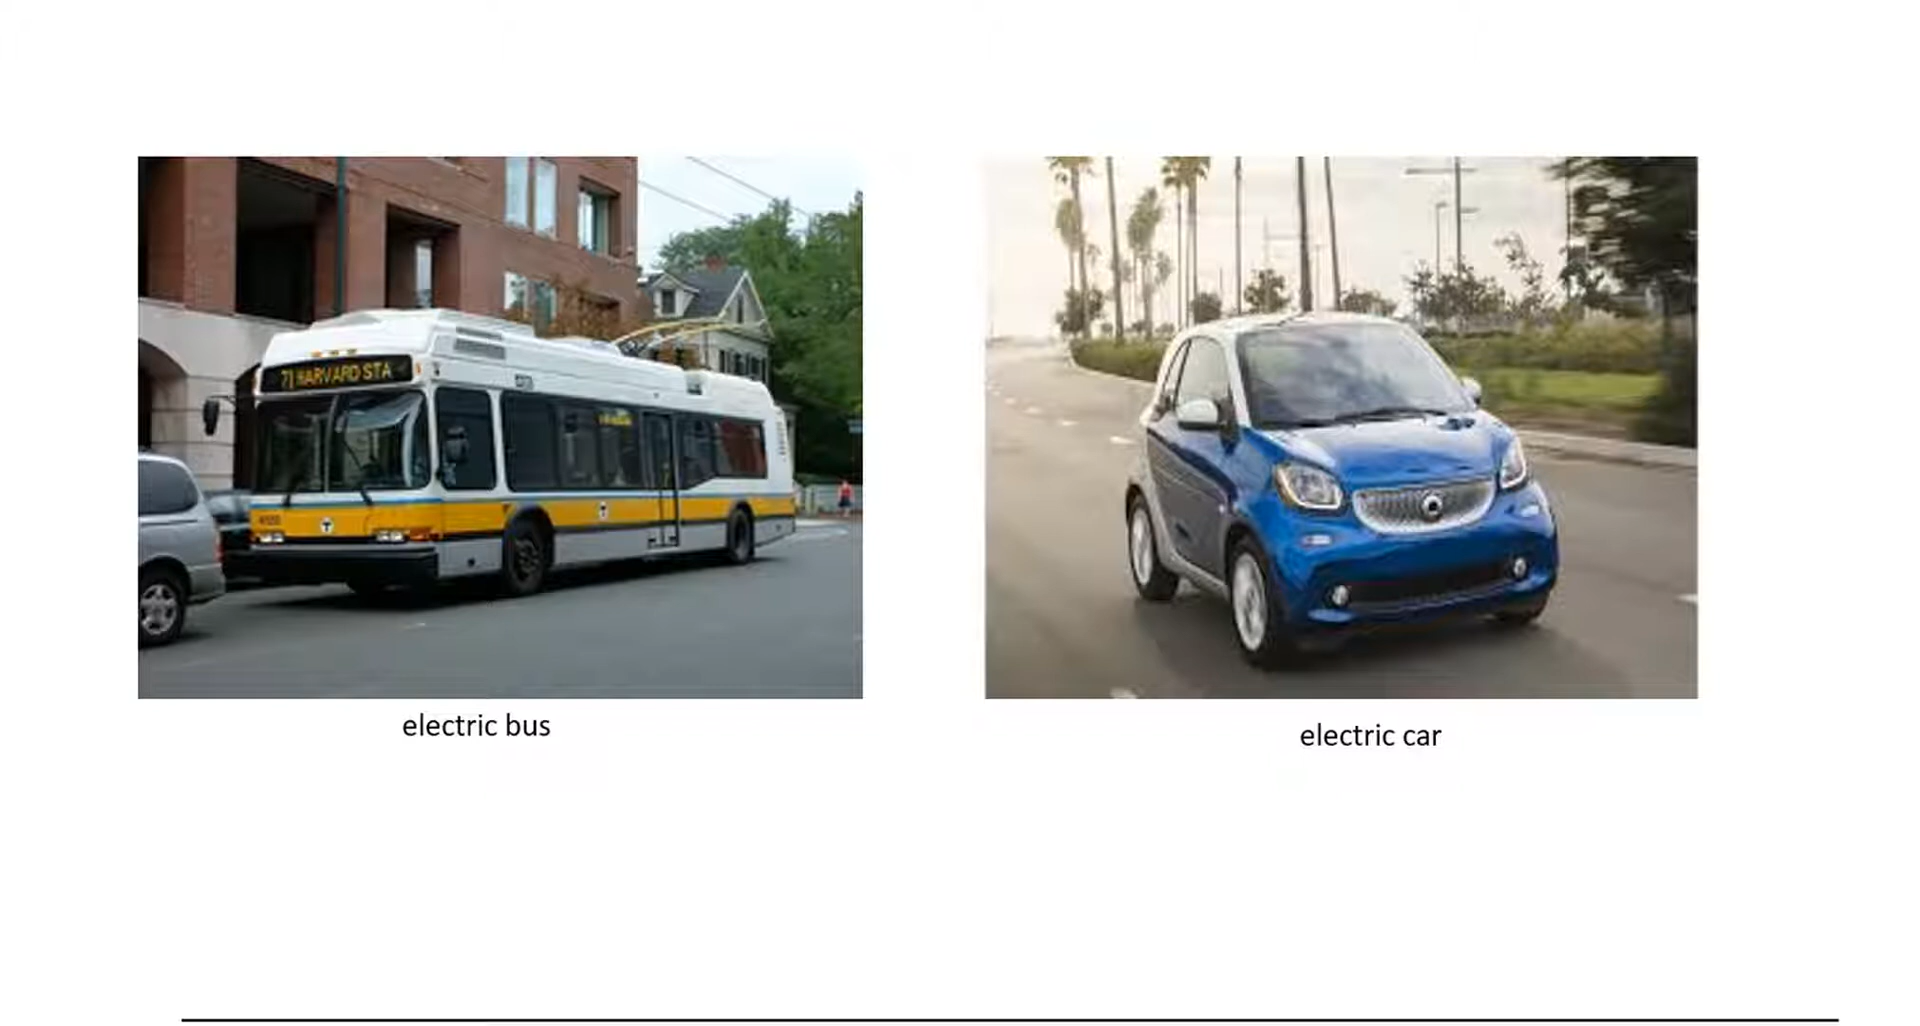 71 HARVARD STA
T
T
electric bus
electric car